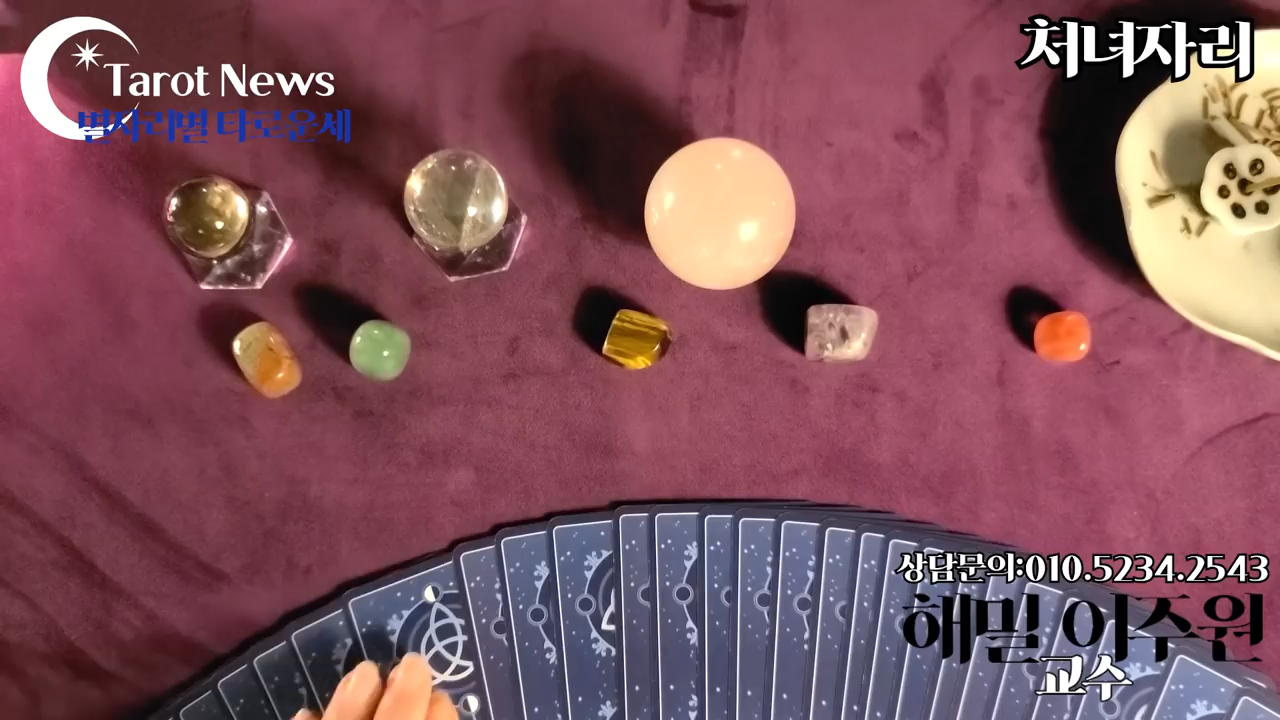 Tarot News
별자리별 타로운세
처녀자리
상담문의:010.5234.2543
해밀 이주원
교수